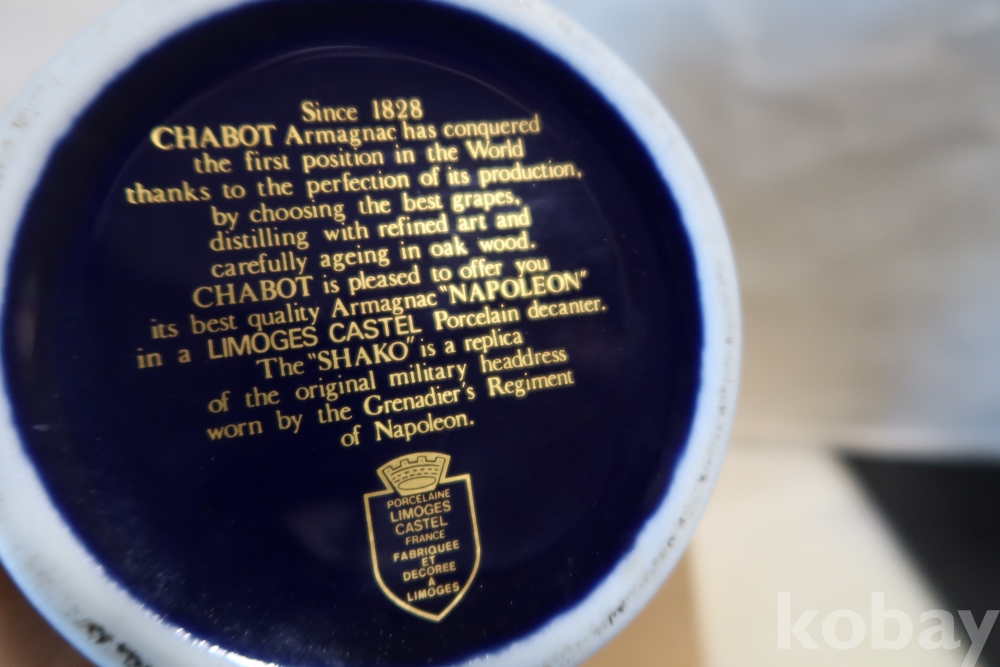 Since 1828
CHABOT Armagnac has conquered
the first position in the World
thanks to the perfection of its production,
by choosing the best grapes,
distilling with refined art and
carefully ageing in oak wood.
CHABOT is pleased to offer you
its best quality Armagnac "NAPOLEON"
in a LIMOGES CASTEL Porcelain decanter.
The "SHAKO" is a replica
of the original military headdress
worn by the Grenadier's Regiment
of Napoleon.
PORCELAINE
LIMOGES
CASTEL
FRANCE
FABRIQUEE
ET
DECOREE
A
LIMOGES
kobay